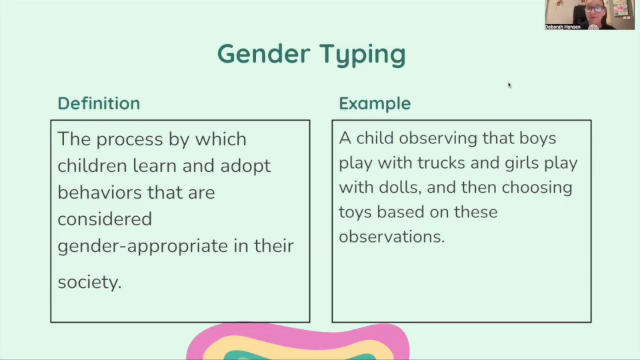 Deborah Hansen
Gender Typing
Definition
The process by which
children learn and adopt
behaviors that are
considered
gender-appropriate in their
society.
Example
A child observing that boys
play with trucks and girls play
with dolls, and then choosing
toys based on these
observations.